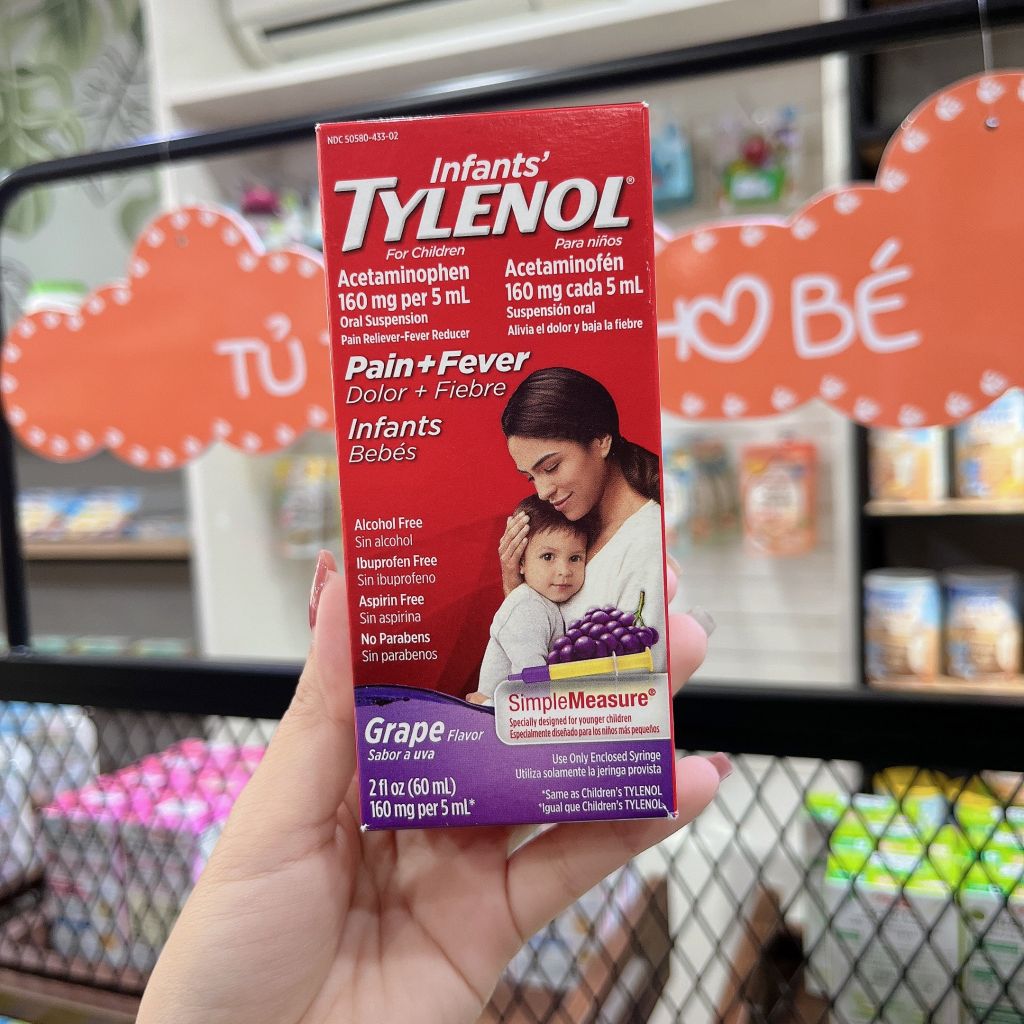 NDC 50580-433-02
Infants'
TYLENOL®
For Children
Acetaminophen
160 mg per 5 mL
Oral Suspension
Pain Reliever-Fever Reducer
Para niños
Acetaminofén
160 mg cada 5 mL
Suspensión oral
Alivia el dolor y baja la fiebre
Pain+Fever
Dolor + Fiebre
Infants
Bebés
Alcohol Free
Sin alcohol
Ibuprofen Free
Sin ibuprofeno
Aspirin Free
Sin aspirina
No Parabens
Sin parabenos
SimpleMeasure®
Specially designed for younger children
Especialmente diseñado para los niños más pequeños
Grape Flavor
Sabor a uva
2 fl oz (60 mL)
160 mg per 5 mL*
Use Only Enclosed Syringe
Utiliza solamente la jeringa provista
*Same as Children's TYLENOL
*Igual que Children's TYLENOL
TÚ
HO BÉ